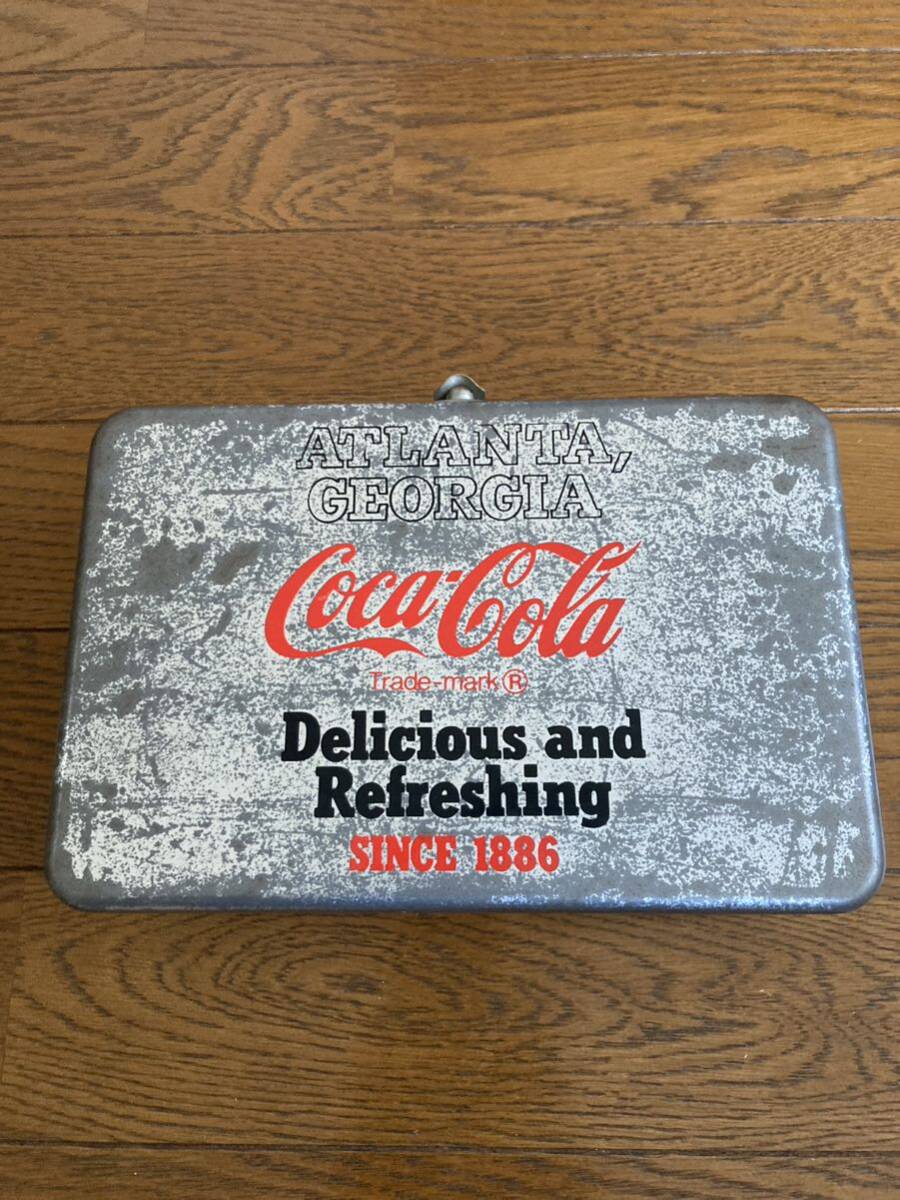 ATLANTA,
GEORGIA
Coca-Cola
Trade-mark®
Delicious and
Refreshing
SINCE 1886